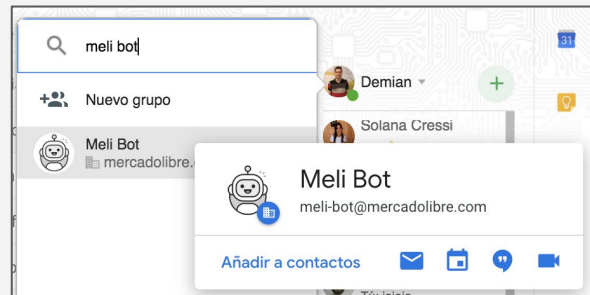 meli bot
Nuevo grupo
Meli Bot
mercadolibre.
Demian
31
Solana Cressi
Meli Bot
meli-bot@mercadolibre.com
Añadir a contactos